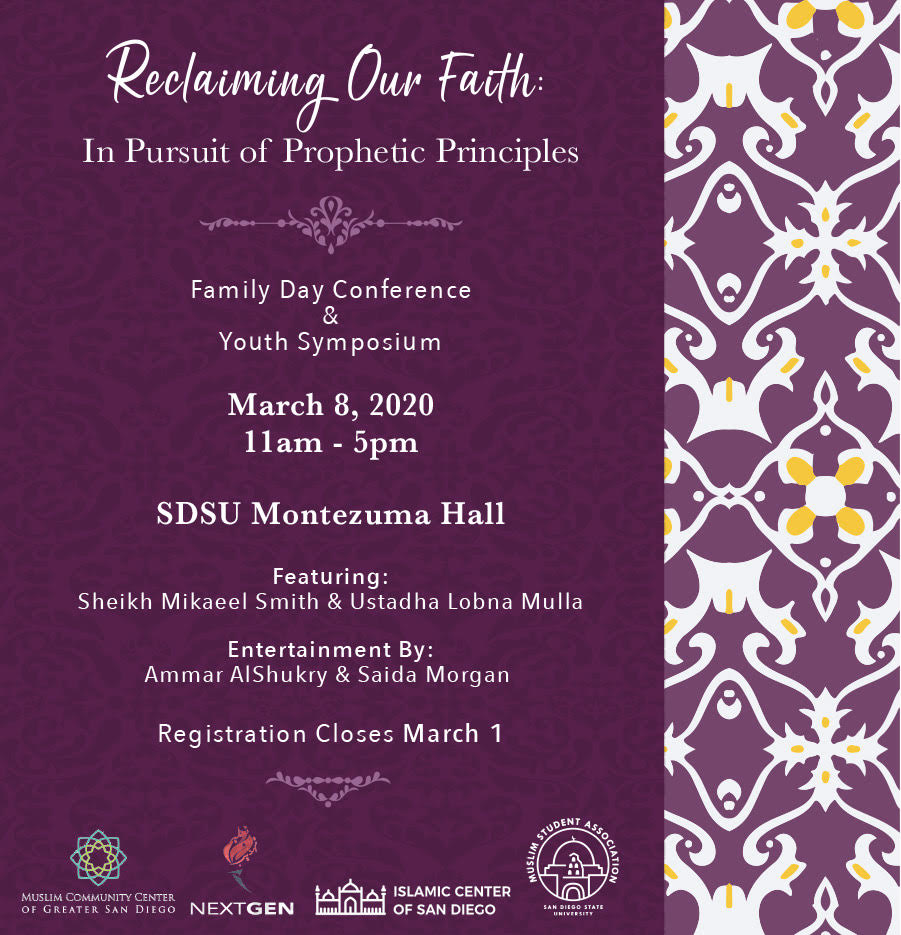 Reclaiming Our Faith:
In Pursuit of Prophetic Principles
Family Day Conference
&
Youth Symposium
March 8, 2020
11am - 5pm
SDSU Montezuma Hall
Featuring:
Sheikh Mikaeel Smith & Ustadha Lobna Mulla
Entertainment By:
Ammar AlShukry & Saida Morgan
Registration Closes March 1
MUSLIM COMMUNITY CENTER
OF GREATER SAN DIEGO
NEXTGEN
ISLAMIC CENTER
OF SAN DIEGO
MUSLIM STUDENT ASSOCIATION
SAN DIEGO STATE
UNIVERSITY